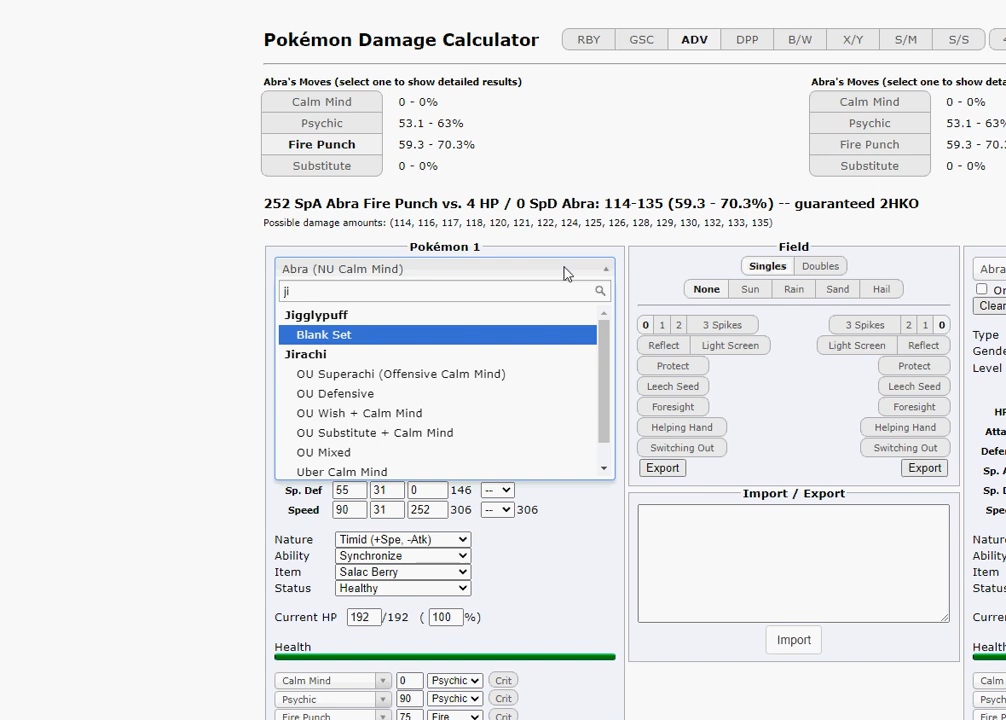 Pokémon Damage Calculator
RBY GSC ADV DPP B/W X/Y S/M S/S
Abra's Moves (select one to show detailed results)
Calm Mind 0 - 0%
Psychic 53.1 - 63%
Fire Punch 59.3 - 70.3%
Substitute 0 - 0%
Abra's Moves (select one to show deta
Calm Mind 0 - 0%
Psychic 53.1 - 63%
Fire Punch 59.3 - 70.
Substitute 0 - 0%
252 SpA Abra Fire Punch vs. 4 HP / 0 SpD Abra: 114-135 (59.3 - 70.3%) -- guaranteed 2HKO
Possible damage amounts: (114, 116, 117, 118, 120, 121, 122, 124, 125, 126, 128, 129, 130, 132, 133, 135)
Pokémon 1
Abra (NU Calm Mind)
ji
Jigglypuff
Blank Set
Jirachi
OU Superachi (Offensive Calm Mind)
OU Defensive
OU Wish + Calm Mind
OU Substitute + Calm Mind
OU Mixed
Uber Calm Mind
Sp. Def 55 31 0 146 --
Speed 90 31 252 306 -- 306
Nature Timid (+Spe, -Atk)
Ability Synchronize
Item Salac Berry
Status Healthy
Current HP 192 /192 ( 100 %)
Health
Calm Mind 0 Psychic Crit
Psychic 90 Psychic Crit
Fire Punch 75 Fire Crit
Field
Singles Doubles
None Sun Rain Sand Hail
0 1 2 3 Spikes 3 Spikes 2 1 0
Reflect Light Screen Light Screen Reflect
Protect Protect
Leech Seed Leech Seed
Foresight Foresight
Helping Hand Helping Hand
Switching Out Switching Out
Export Export
Import / Export
Import
Abra
Or
Clear
Type
Gende
Level
HP
Atta
Defen
Sp. A
Sp. D
Spee
Nature
Ability
Item
Status
Curre
Health
Calm
Psych
Fire P